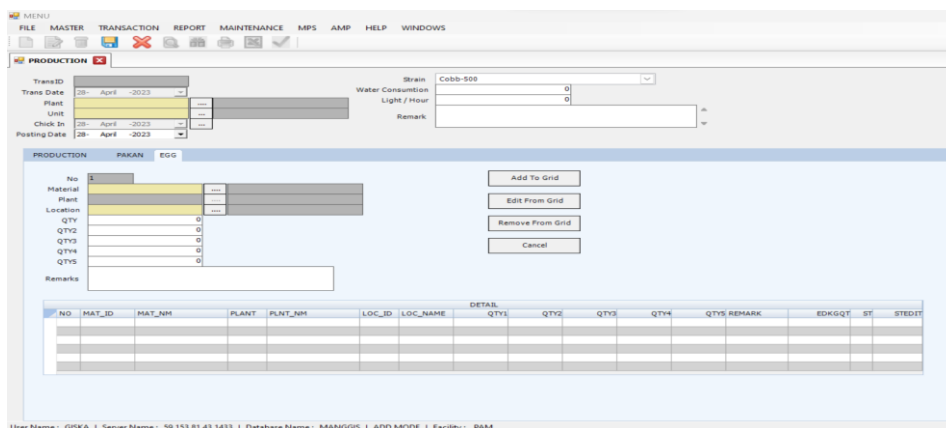 MENU
FILE MASTER TRANSACTION REPORT MAINTENANCE MPS AMP HELP WINDOWS
PRODUCTION
TransID
Trans Date 28- April -2023
Plant ....
Unit ...
Chick In 28- April -2023 ...
Posting Date 28- April -2023
Strain Cobb-500
Water Consumtion 0
Light / Hour 0
Remark
PRODUCTION PAKAN EGG
No 1
Material ....
Plant ....
Location ....
QTY 0
QTY2 0
QTY3 0
QTY4 0
QTY5 0
Remarks
Add To Grid
Edit From Grid
Remove From Grid
Cancel
DETAIL
NO MAT_ID MAT_NM PLANT PLNT_NM LOC_ID LOC_NAME QTY1 QTY2 QTY3 QTY4 QTY5 REMARK EDKGQT ST STEDIT
User Name : GISKA | Server Name : 59.153.81.43,1433 | Database Name : MANGGIS | ADD MODE | Facility : PAM